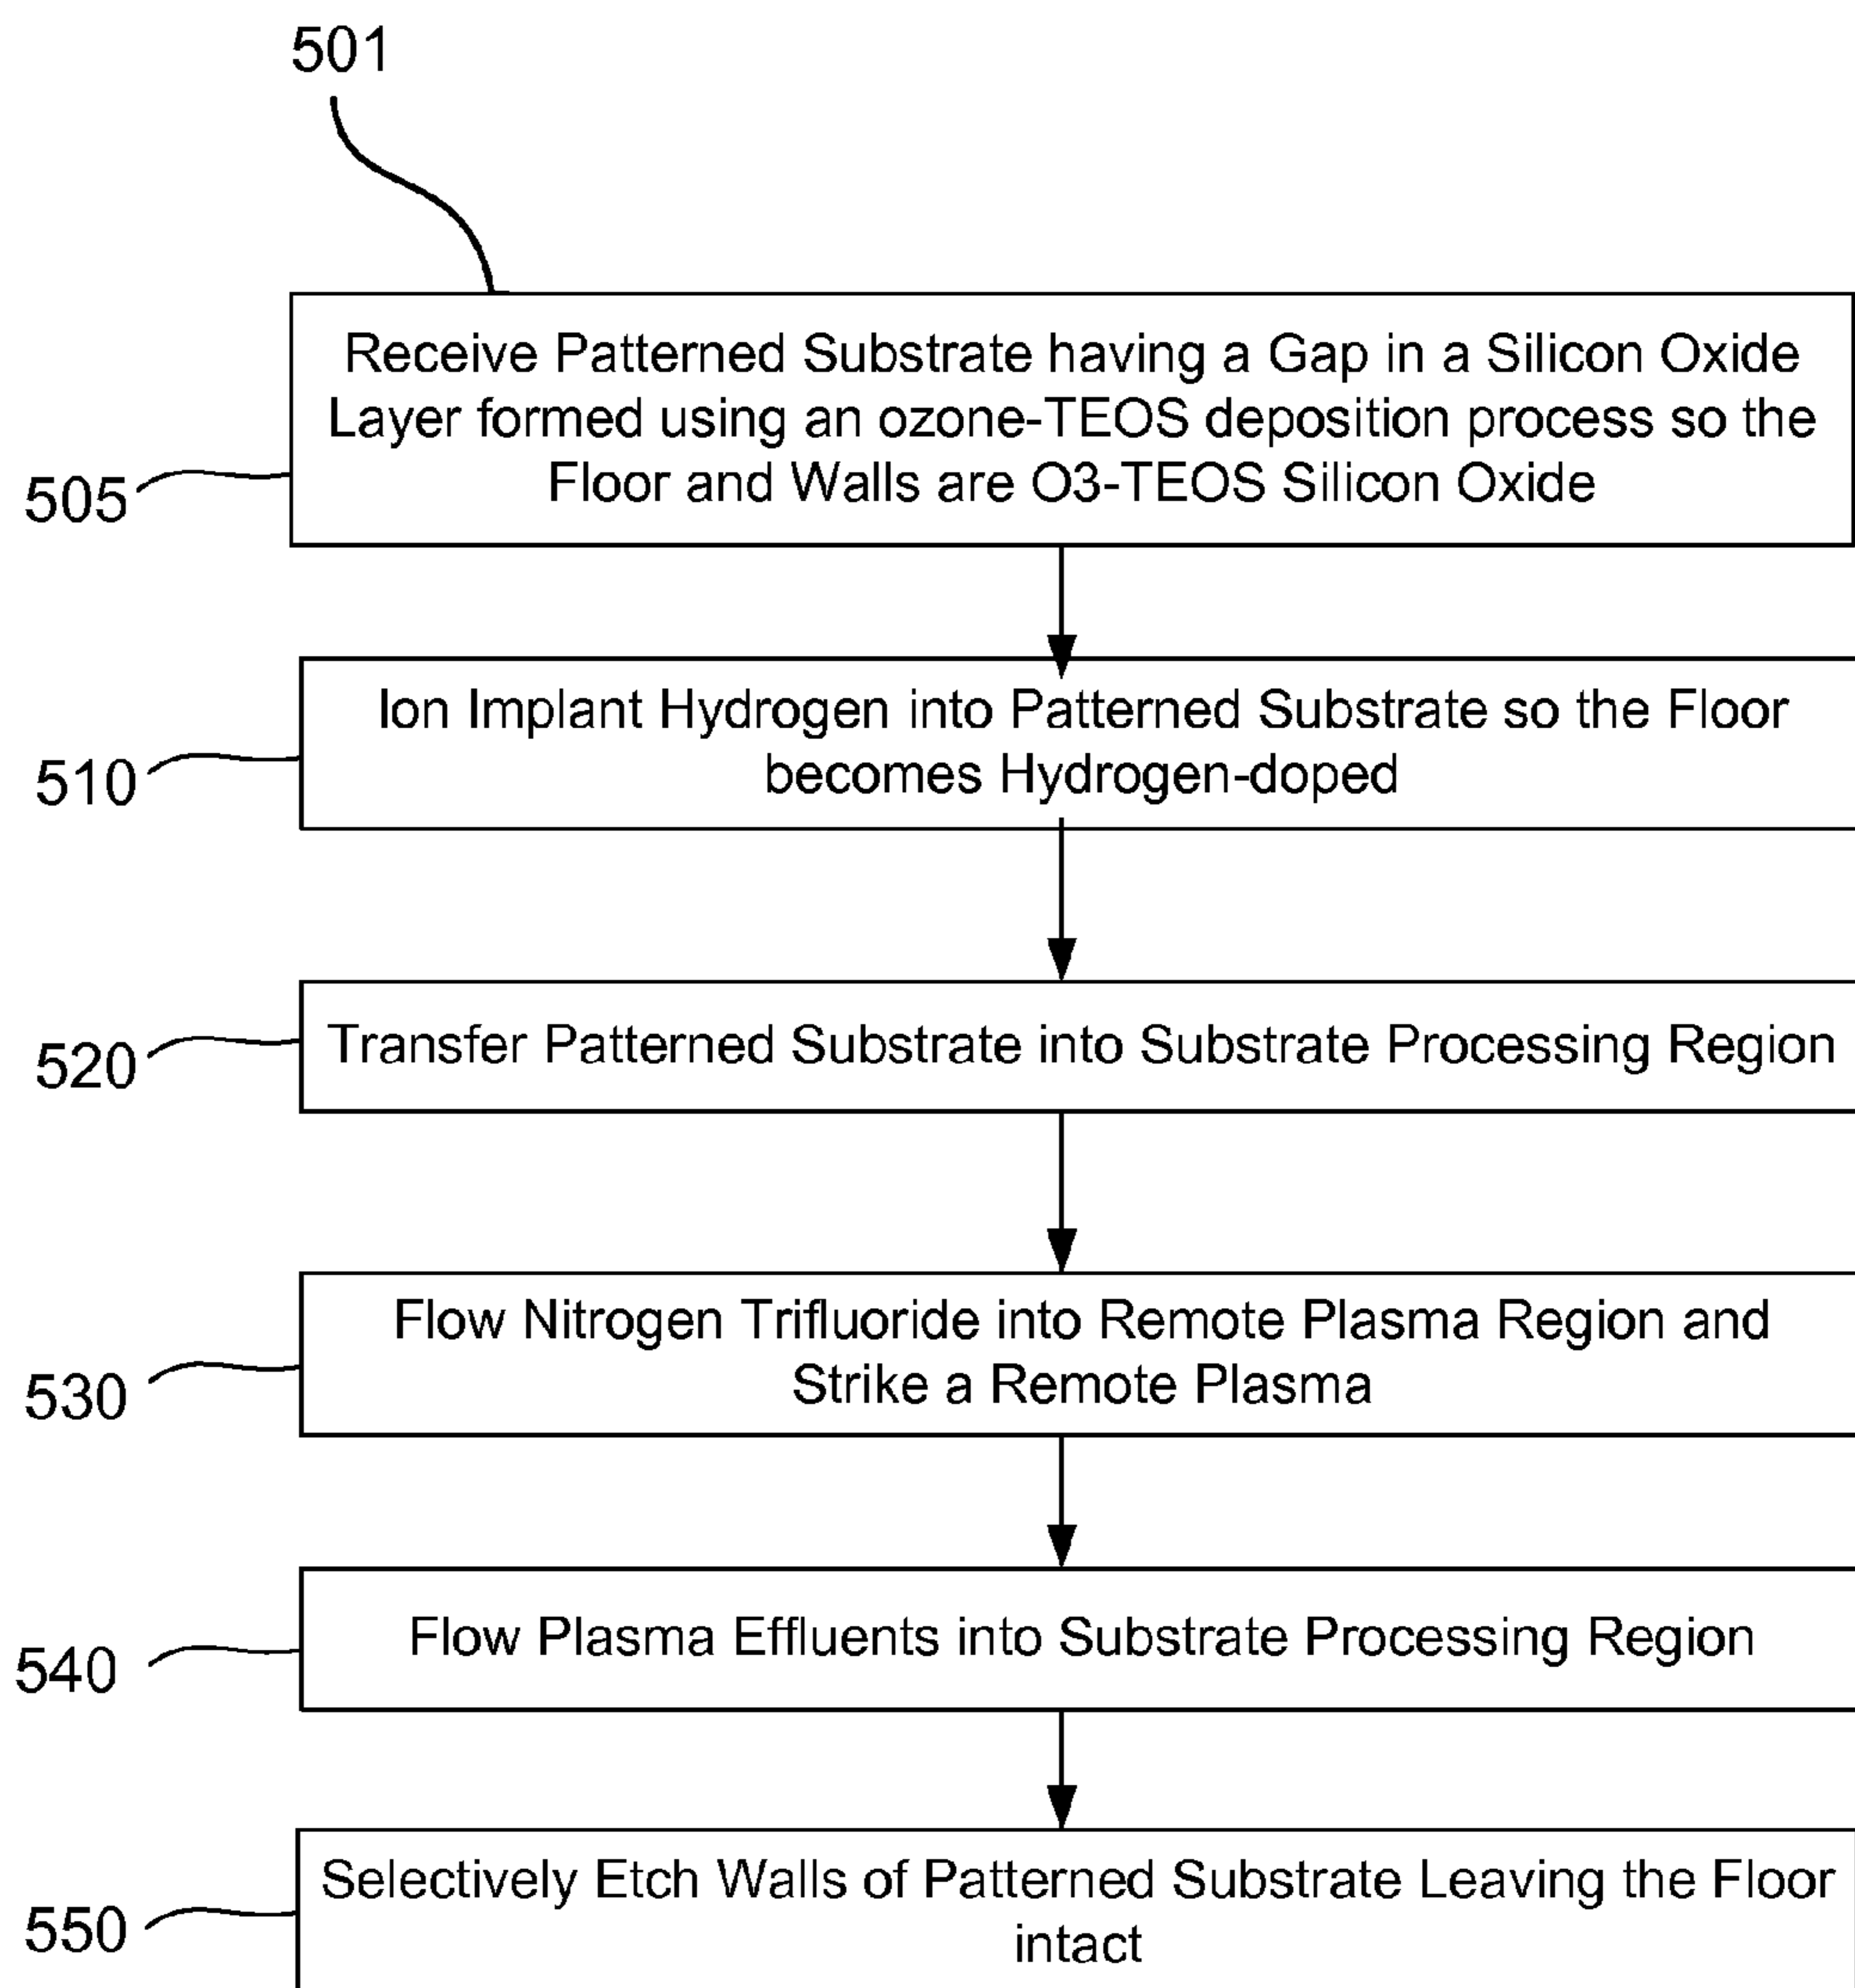 501
Receive Patterned Substrate having a Gap in a Silicon Oxide
Layer formed using an ozone-TEOS deposition process so the
Floor and Walls are O3-TEOS Silicon Oxide
505
Ion Implant Hydrogen into Patterned Substrate so the Floor
becomes Hydrogen-doped
510
Transfer Patterned Substrate into Substrate Processing Region
520
Flow Nitrogen Trifluoride into Remote Plasma Region and
Strike a Remote Plasma
530
Flow Plasma Effluents into Substrate Processing Region
540
Selectively Etch Walls of Patterned Substrate Leaving the Floor
intact
550